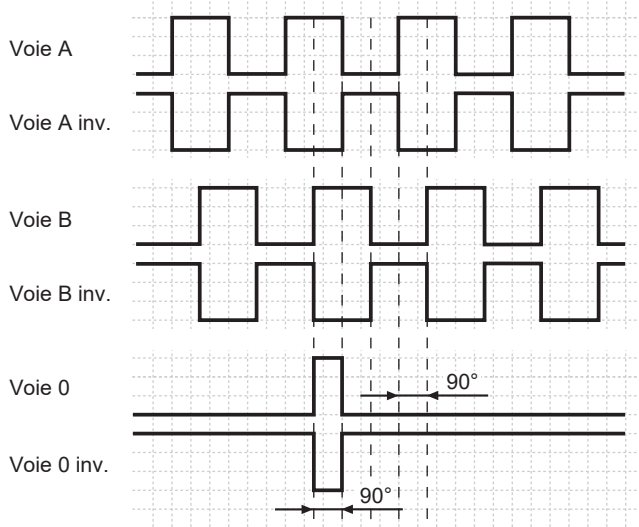 Voie A
Voie A inv.
Voie B
Voie B inv.
Voie 0
90°
Voie 0 inv.
90°